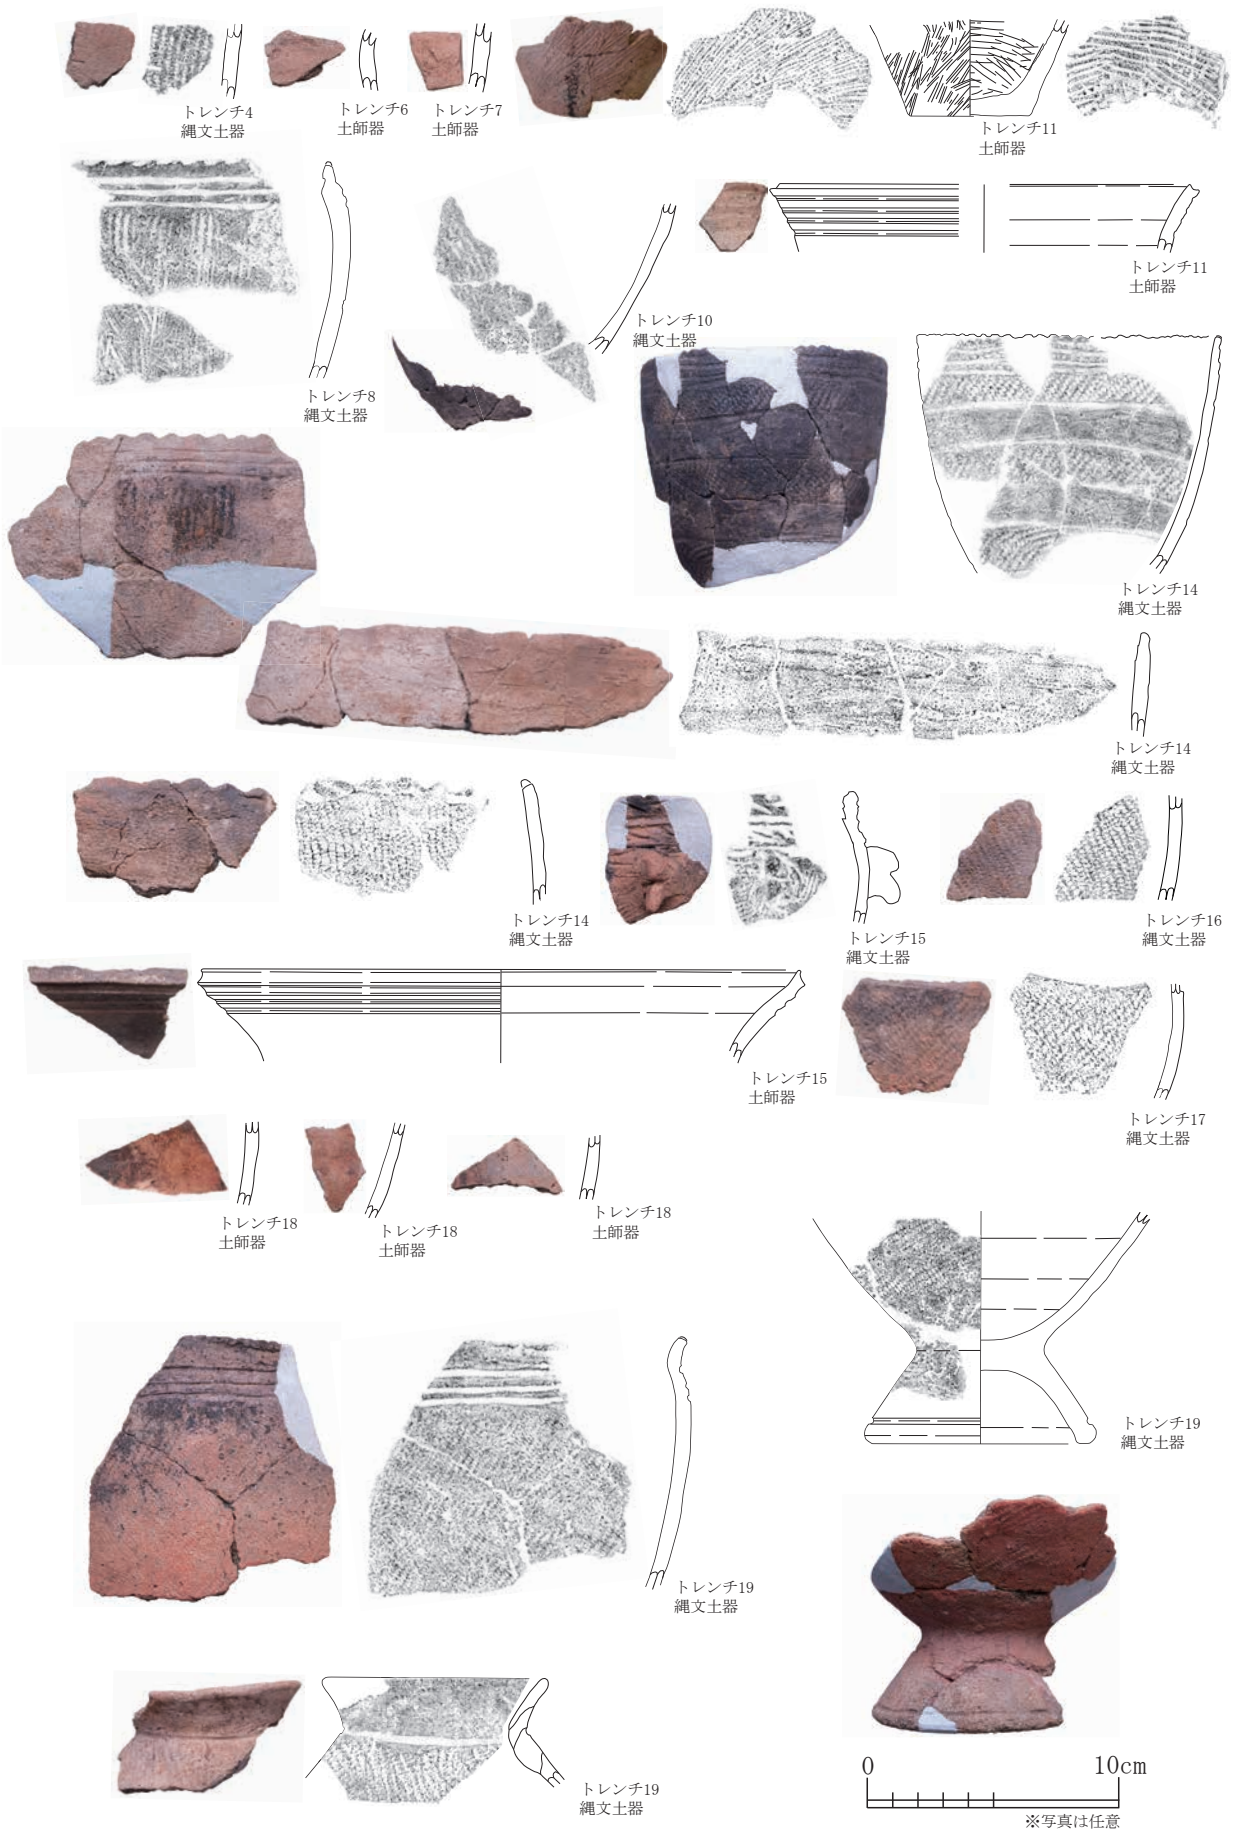 トレンチ4
縄文土器
トレンチ6
土師器
トレンチ7
土師器
トレンチ11
土師器
トレンチ8
縄文土器
トレンチ10
縄文土器
トレンチ11
土師器
トレンチ14
縄文土器
トレンチ14
縄文土器
トレンチ14
縄文土器
トレンチ15
縄文土器
トレンチ16
縄文土器
トレンチ15
土師器
トレンチ17
縄文土器
トレンチ18
土師器
トレンチ18
土師器
トレンチ18
土師器
トレンチ19
縄文土器
トレンチ19
縄文土器
トレンチ19
縄文土器
0 10cm
※写真は任意